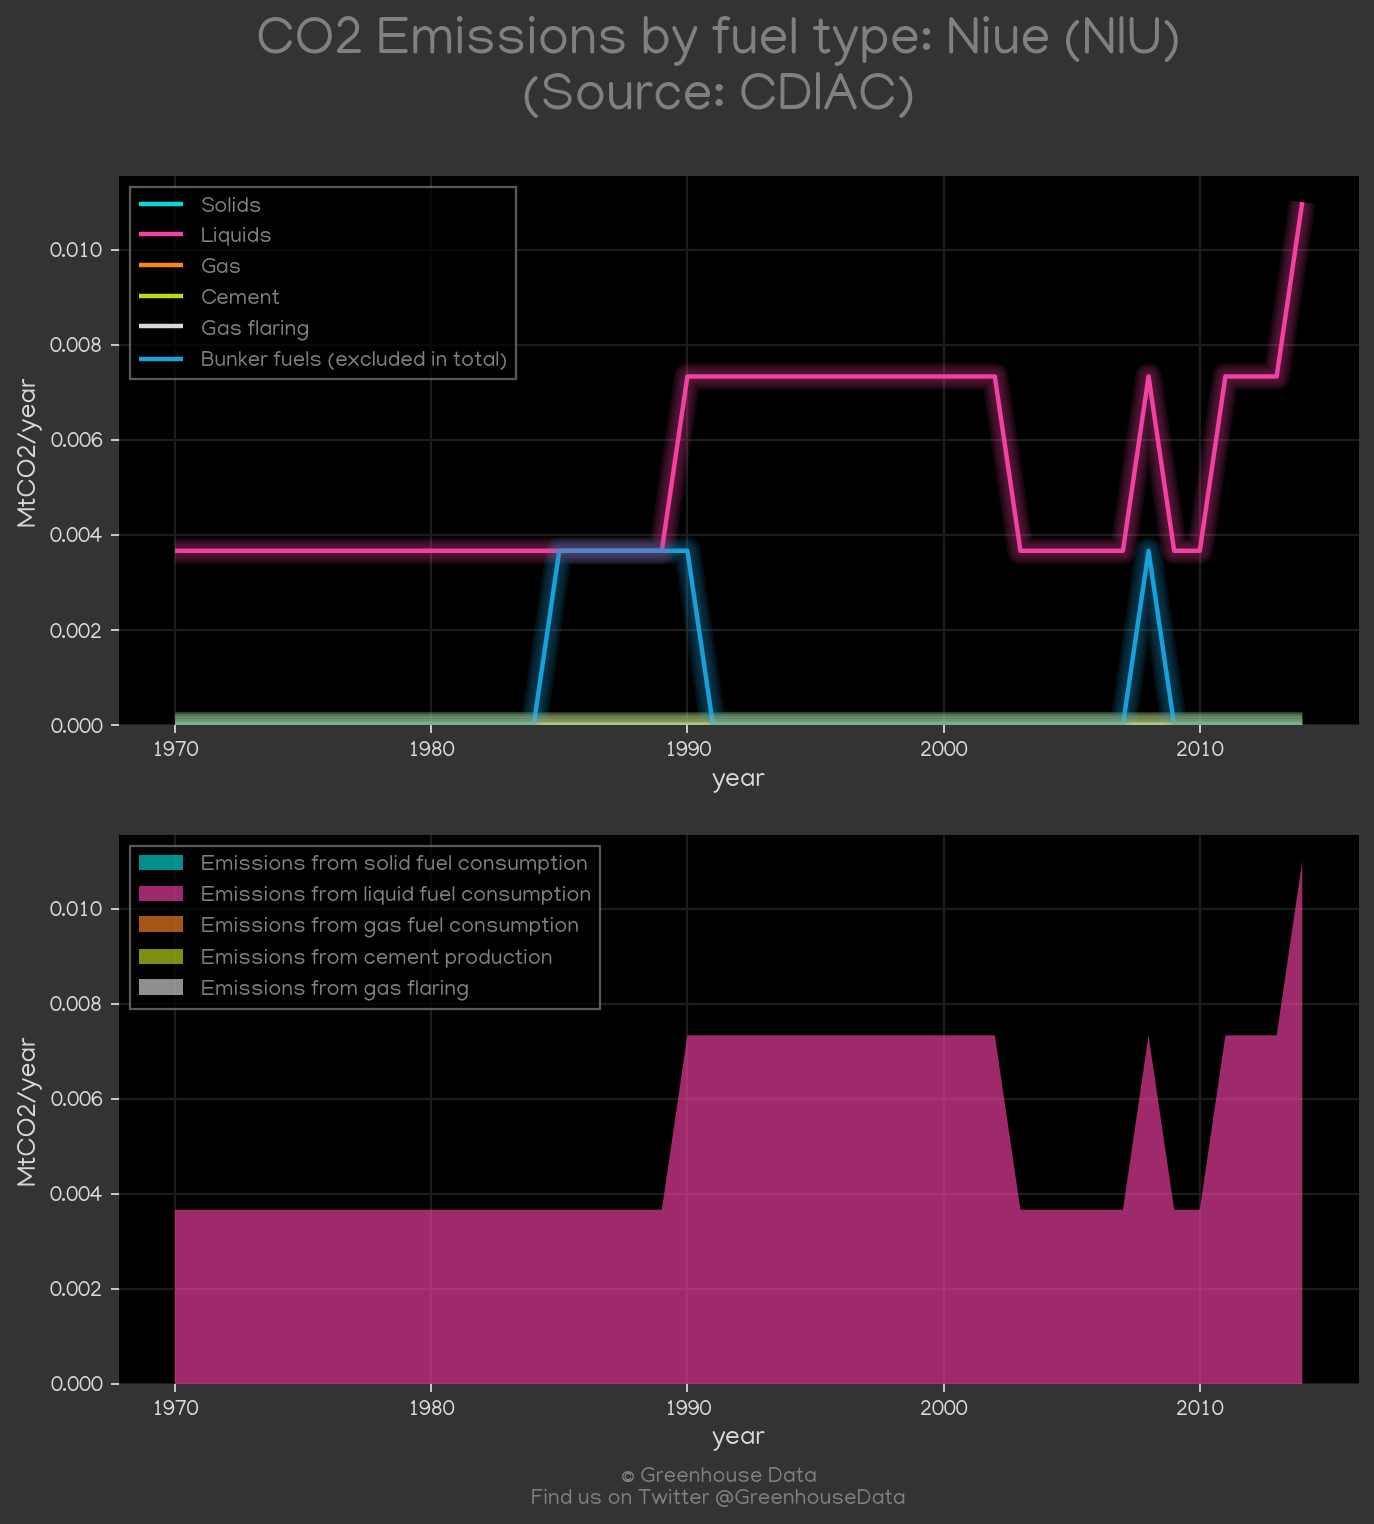 CO2 Emissions by fuel type: Niue (NIU)
(Source: CDIAC)
Solids
Liquids
Gas
Cement
Gas flaring
Bunker fuels (excluded in total)
MtCO2/year
0.010
0.008
0.006
0.004
0.002
0.000
1970 1980 1990 2000 2010
year
Emissions from solid fuel consumption
Emissions from liquid fuel consumption
Emissions from gas fuel consumption
Emissions from cement production
Emissions from gas flaring
MtCO2/year
0.010
0.008
0.006
0.004
0.002
0.000
1970 1980 1990 2000 2010
year
© Greenhouse Data
Find us on Twitter @GreenhouseData